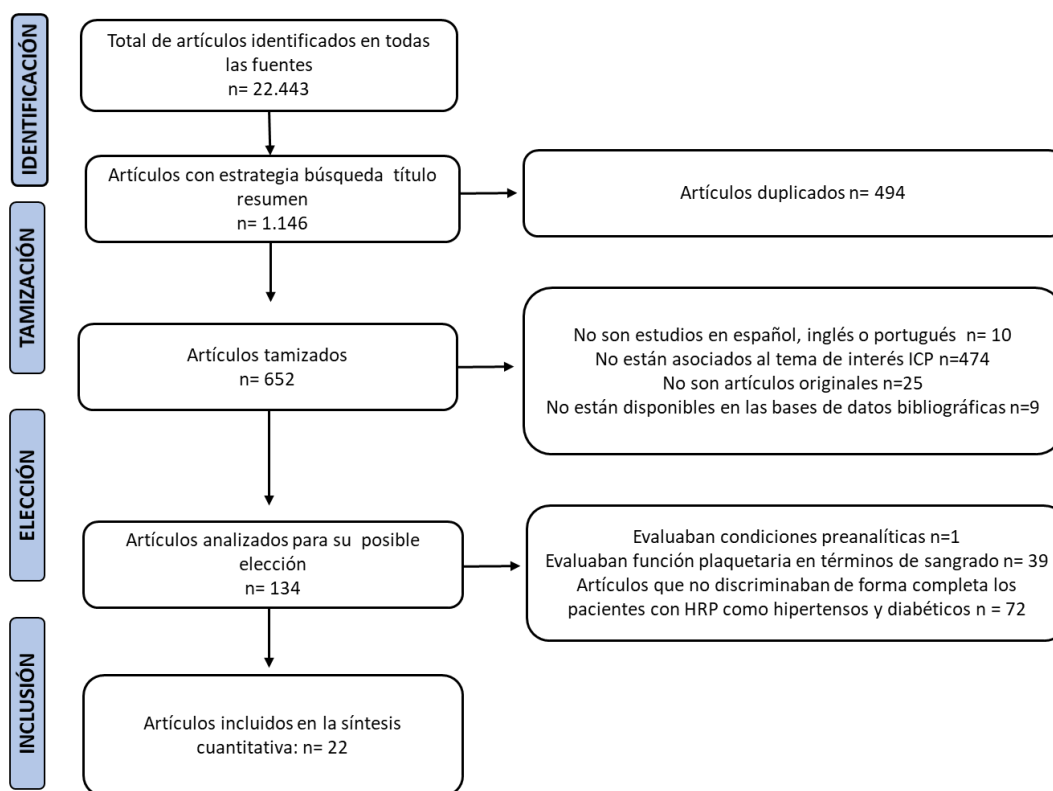 IDENTIFICACIÓN
Total de artículos identificados en todas
las fuentes
n= 22.443
Artículos con estrategia búsqueda título
resumen
n= 1.146
Artículos duplicados n= 494
TAMIZACIÓN
Artículos tamizados
n= 652
No son estudios en español, inglés o portugués n= 10
No están asociados al tema de interés ICP n=474
No son artículos originales n=25
No están disponibles en las bases de datos bibliográficas n=9
ELECCIÓN
Artículos analizados para su posible
elección
n= 134
Evaluaban condiciones preanalíticas n=1
Evaluaban función plaquetaria en términos de sangrado n= 39
Artículos que no discriminaban de forma completa los
pacientes con HRP como hipertensos y diabéticos n = 72
INCLUSIÓN
Artículos incluidos en la síntesis
cuantitativa: n= 22